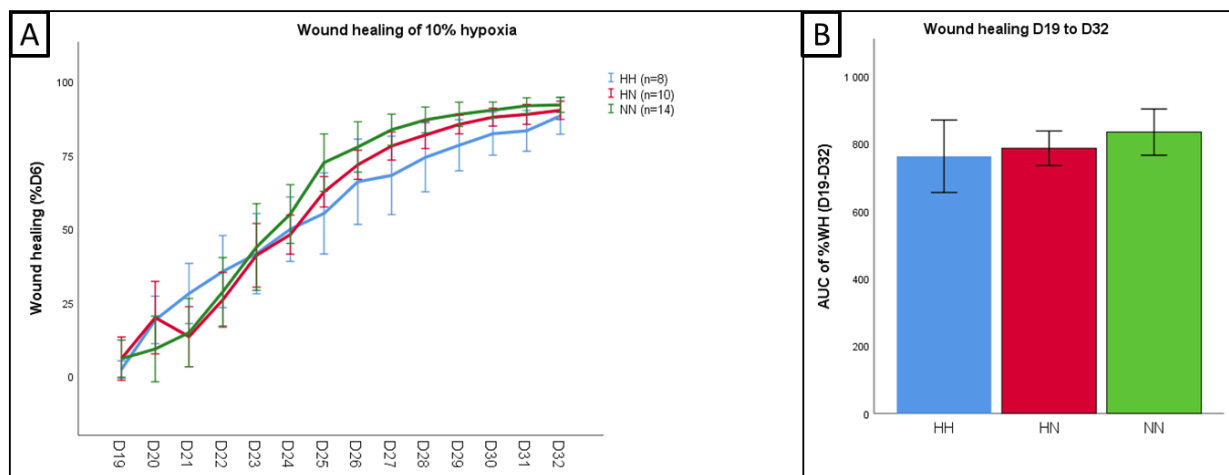 A
Wound healing of 10% hypoxia
HH (n=8)
HN (n=10)
NN (n=14)
Wound healing (%D6)
100
75
50
25
0
D19
D20
D21
D22
D23
D24
D25
D26
D27
D28
D29
D30
D31
D32
B
Wound healing D19 to D32
AUC of %WH (D19-D32)
1 000
800
600
400
200
0
HH
HN
NN